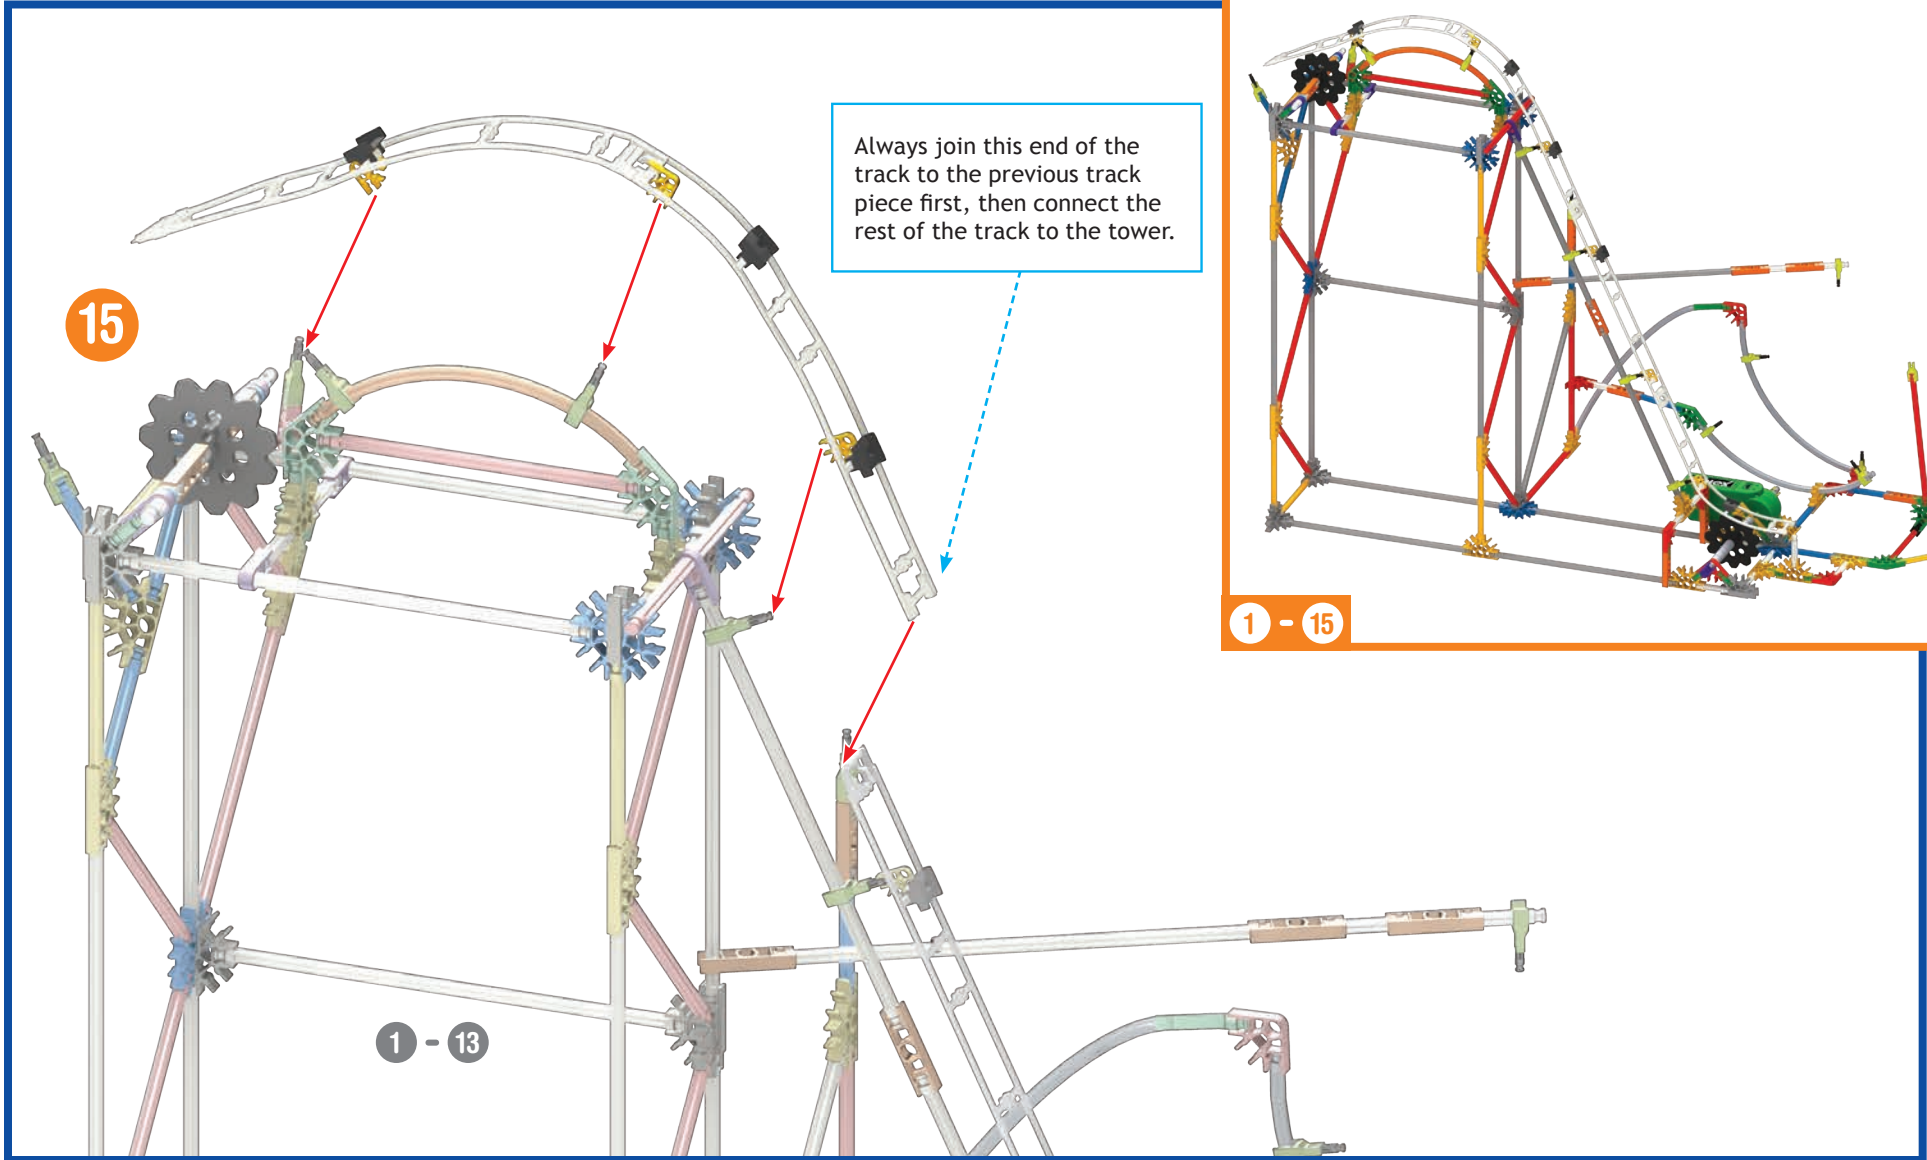 Always join this end of the
track to the previous track
piece first, then connect the
rest of the track to the tower.
15
1 - 15
1 - 13